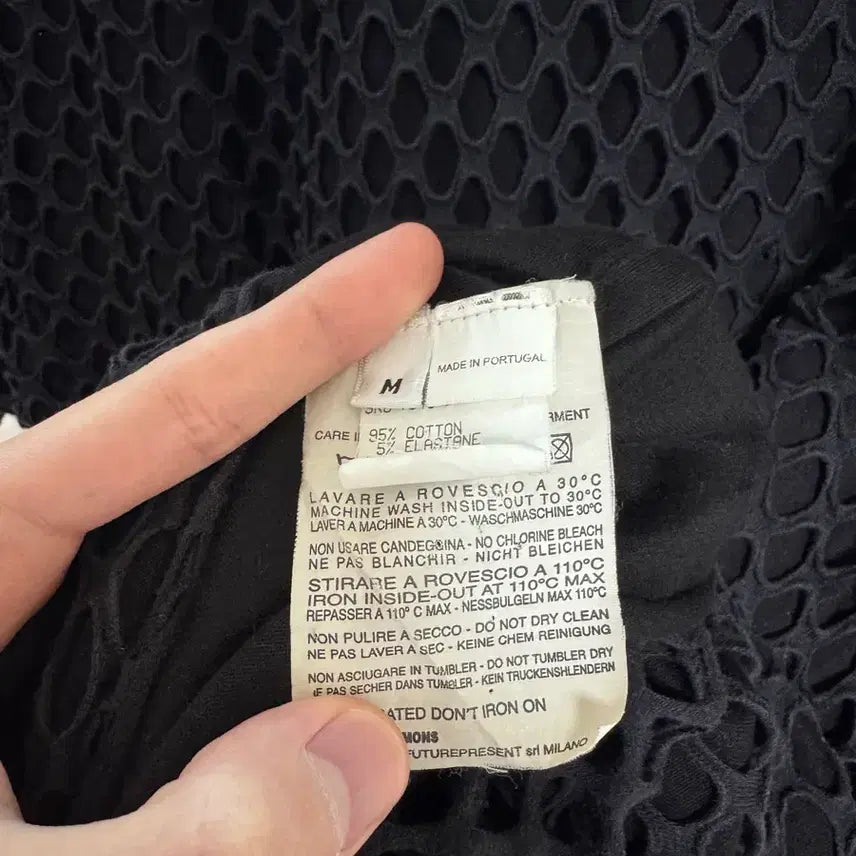 M
MADE IN PORTUGAL
RMENT
CARE I
95% COTTON
5% ELASTANE
LAVARE A ROVESCIO A 30°C
MACHINE WASH INSIDE-OUT TO 30°C
LAVER A MACHINE A 30°C - WASCHMASCHINE 30°C
NON USARE CANDEGGINA - NO CHLORINE BLEACH
NE PAS BLANCHIR - NICHT BLEICHEN
STIRARE A ROVESCIO A 110°C
IRON INSIDE-OUT AT 110°C MAX
REPASSER A 110° C MAX - NESSBULGELN MAX 110°C
NON PULIRE A SECCO - DO NOT DRY CLEAN
NE PAS LAVER A SEC - KEINE CHEM REINIGUNG
NON ASCIUGARE IN TUMBLER - DO NOT TUMBLER DRY
IE PAS SECHER DANS TUMBLER - KEIN TRUCKENSHLENDERN
ATED DON'T IRON ON
MONS
FUTUREPRESENT srl MILANO